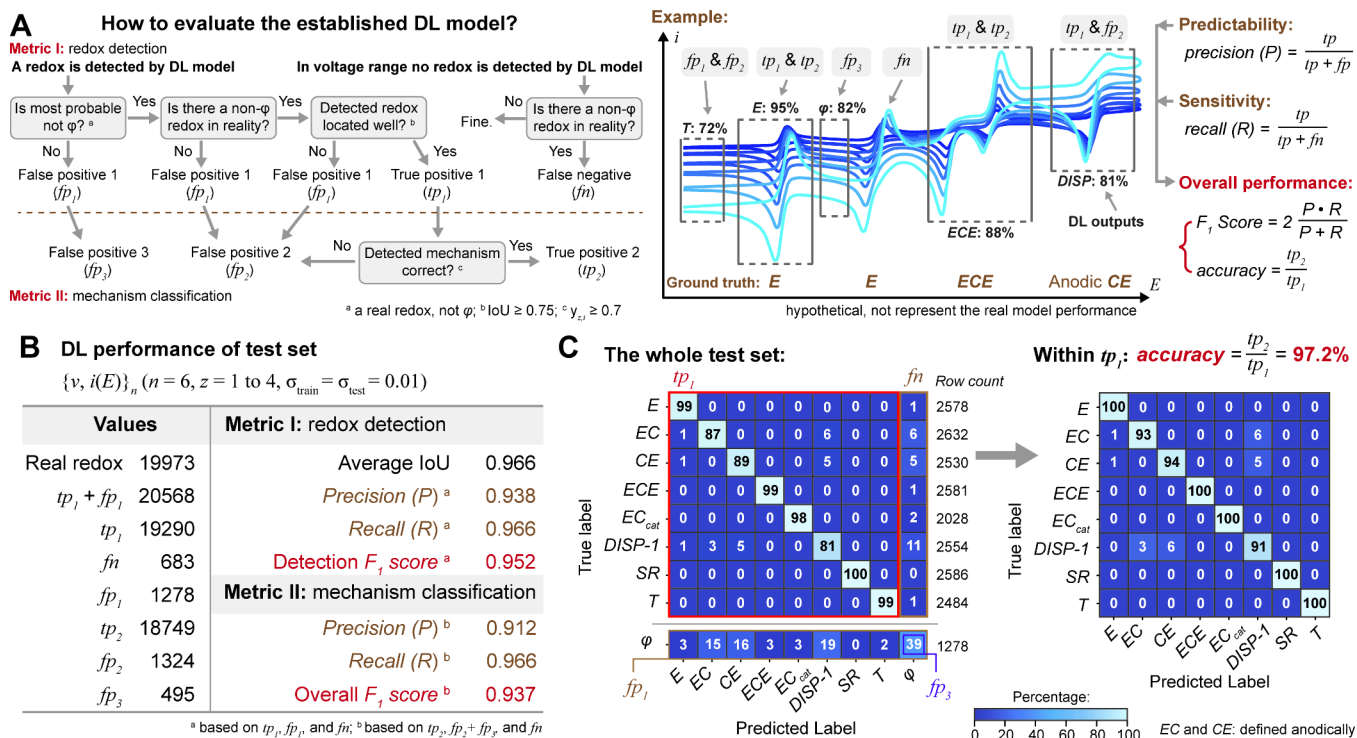 A
How to evaluate the established DL model?
Metric I: redox detection
A redox is detected by DL model
In voltage range no redox is detected by DL model
Is most probable not φ? a
Yes
Is there a non-φ redox in reality?
Yes
Detected redox located well? b
Fine.
No
Is there a non-φ redox in reality?
No
No
No
Yes
Yes
False positive 1 (fp1)
False positive 1 (fp1)
False positive 1 (fp1)
True positive 1 (tp1)
False negative (fn)
False positive 3 (fp3)
False positive 2 (fp2)
No
Detected mechanism correct? c
Yes
True positive 2 (tp2)
Metric II: mechanism classification
a a real redox, not φ; b IoU ≥ 0.75; c yz,i ≥ 0.7
Example:
i
fp1 & fp2
tp1 & tp2
fp3
fn
tp1 & tp2
tp1 & fp2
T: 72%
E: 95%
φ: 82%
ECE: 88%
DISP: 81%
DL outputs
Ground truth: E E ECE Anodic CE
E
hypothetical, not represent the real model performance
Predictability:
precision (P) = tp / tp + fp
Sensitivity:
recall (R) = tp / tp + fn
Overall performance:
F1 Score = 2 P • R / P + R
accuracy = tp2 / tp1
B
DL performance of test set
{v, i(E)}n (n = 6, z = 1 to 4, σtrain = σtest = 0.01)
Values
Metric I: redox detection
Real redox 19973 Average IoU 0.966
tp1 + fp1 20568 Precision (P) a 0.938
tp1 19290 Recall (R) a 0.966
fn 683 Detection F1 score a 0.952
fp1 1278 Metric II: mechanism classification
tp2 18749 Precision (P) b 0.912
fp2 1324 Recall (R) b 0.966
fp3 495 Overall F1 score b 0.937
a based on tp1, fp1, and fn; b based on tp2, fp2+ fp3, and fn
C
The whole test set:
tp1 fn Row count
E 99 0 0 0 0 0 0 0 1 2578
EC 1 87 0 0 0 6 0 0 6 2632
CE 1 0 89 0 0 5 0 0 5 2530
ECE 0 0 0 99 0 0 0 0 1 2581
ECcat 0 0 0 0 98 0 0 0 2 2028
DISP-1 1 3 5 0 0 81 0 0 11 2554
SR 0 0 0 0 0 0 100 0 0 2586
T 0 0 0 0 0 0 0 99 1 2484
φ 3 15 16 3 3 19 0 2 39 1278
True label
fp1
E EC CE ECE ECcat DISP-1 SR T φ
fp3
Predicted Label
Within tp1: accuracy = tp2 / tp1 = 97.2%
E 100 0 0 0 0 0 0 0
EC 1 93 0 0 0 6 0 0
CE 1 0 94 0 0 5 0 0
ECE 0 0 0 100 0 0 0 0
ECcat 0 0 0 0 100 0 0 0
DISP-1 0 3 6 0 0 91 0 0
SR 0 0 0 0 0 0 100 0
T 0 0 0 0 0 0 0 100
True label
E EC CE ECE ECcat DISP-1 SR T
Predicted Label
Percentage:
0 20 40 60 80 100
EC and CE: defined anodically